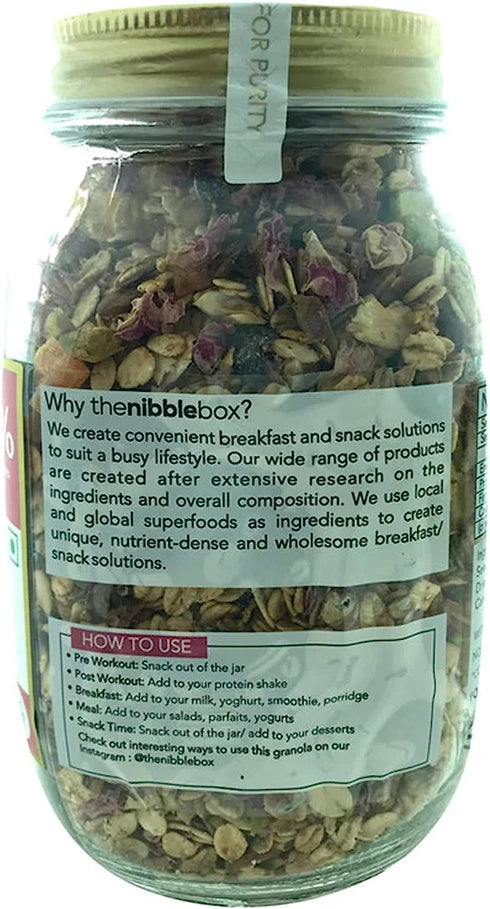 FOR PURITY
Why thenibblebox?
We create convenient breakfast and snack solutions
to suit a busy lifestyle. Our wide range of products
are created after extensive research on the
ingredients and overall composition. We use local
and global superfoods as ingredients to create
unique, nutrient-dense and wholesome breakfast/
snack solutions.
HOW TO USE
• Pre Workout: Snack out of the jar
• Post Workout: Add to your protein shake
• Breakfast: Add to your milk, yoghurt, smoothie, porridge
• Meal: Add to your salads, parfaits, yogurts
• Snack Time: Snack out of the jar/ add to your desserts
Check out interesting ways to use this granola on our
Instagram : @thenibblebox